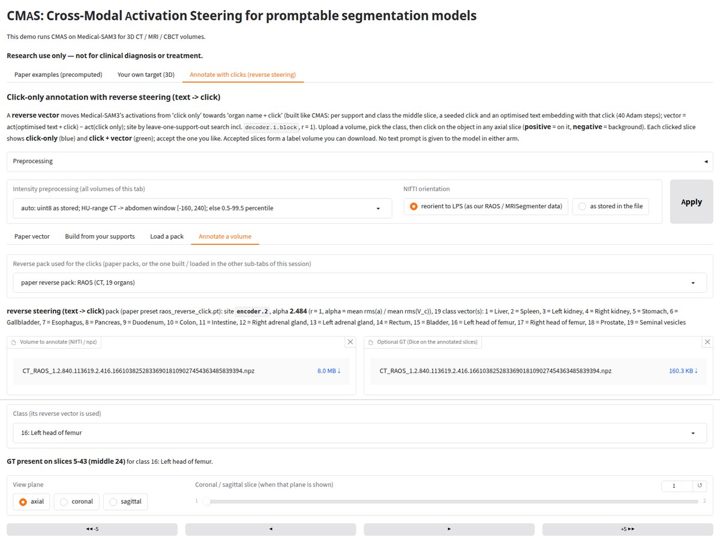 CMAS: Cross-Modal Activation Steering for promptable segmentation models
This demo runs CMAS on Medical-SAM3 for 3D CT / MRI / CBCT volumes.
Research use only — not for clinical diagnosis or treatment.
Paper examples (precomputed) Your own target (3D) Annotate with clicks (reverse steering)
Click-only annotation with reverse steering (text -> click)
A reverse vector moves Medical-SAM3's activations from 'click only' towards 'organ name + click' (built like CMAS: per support and class the middle slice, a seeded click and an optimised text embedding with that click (40 Adam steps); vector =
act(optimised text + click) − act(click only); site by leave-one-support-out search incl. decoder.1.block, r = 1). Upload a volume, pick the class, then click on the object in any axial slice (positive = on it, negative = background). Each clicked slice
shows click-only (blue) and click + vector (green); accept the one you like. Accepted slices form a label volume you can download. No text prompt is given to the model in either arm.
Preprocessing
Intensity preprocessing (all volumes of this tab)
auto: uint8 as stored; HU-range CT -> abdomen window [-160, 240]; else 0.5-99.5 percentile
NIfTI orientation
reorient to LPS (as our RAOS / MRISegmenter data) as stored in the file
Apply
Paper vector Build from your supports Load a pack Annotate a volume
Reverse pack used for the clicks (paper packs, or the one built / loaded in the other sub-tabs of this session)
paper reverse pack: RAOS (CT, 19 organs)
reverse steering (text -> click) pack (paper preset raos_reverse_click.pt): site encoder.2, alpha 2.484 (r = 1, alpha = mean rms(a) / mean rms(V_c)), 19 class vector(s): 1 = Liver, 2 = Spleen, 3 = Left kidney, 4 = Right kidney, 5 = Stomach, 6 =
Gallbladder, 7 = Esophagus, 8 = Pancreas, 9 = Duodenum, 10 = Colon, 11 = Intestine, 12 = Right adrenal gland, 13 = Left adrenal gland, 14 = Rectum, 15 = Bladder, 16 = Left head of femur, 17 = Right head of femur, 18 = Prostate, 19 = Seminal vesicles
Volume to annotate (NIfTI / npz)
CT_RAOS_1.2.840.113619.2.416.166103825283369018109027454363485839394.npz 8.0 MB ↓
Optional GT (Dice on the annotated slices)
CT_RAOS_1.2.840.113619.2.416.166103825283369018109027454363485839394.npz 160.3 KB ↓
Class (its reverse vector is used)
16: Left head of femur
GT present on slices 5-43 (middle 24) for class 16: Left head of femur.
View plane
axial coronal sagittal
Coronal / sagittal slice (when that plane is shown)
1
1 2
◄◄ -5 ◄ ► +5 ►►